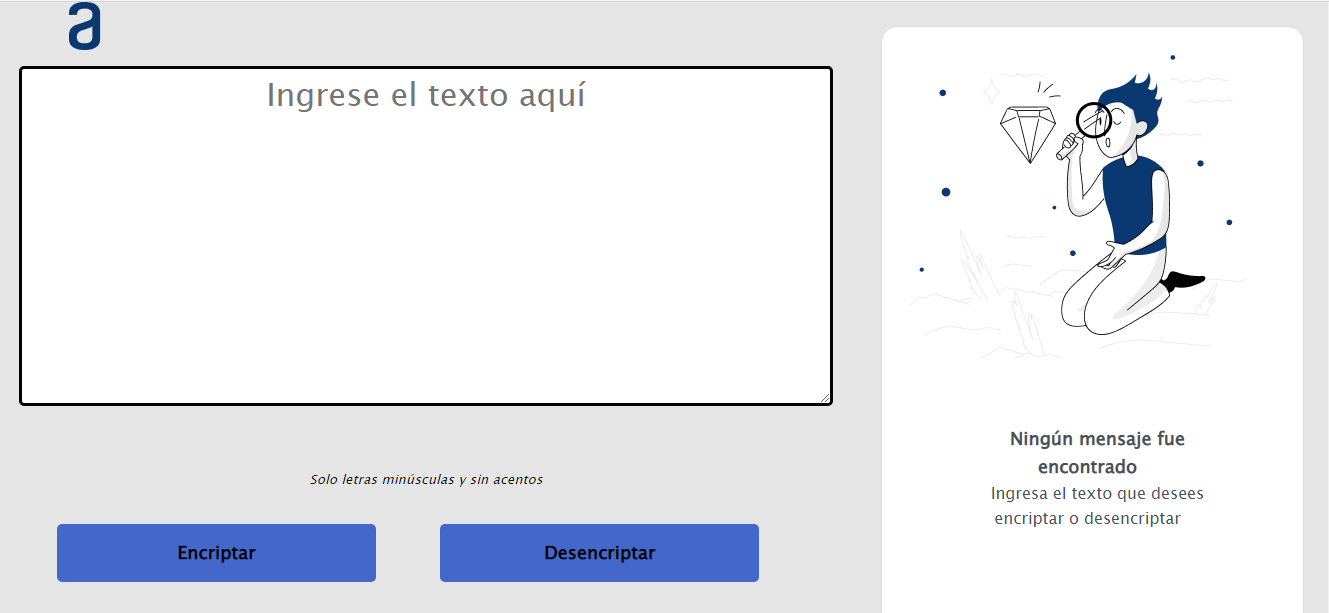 a
Ingrese el texto aquí
Solo letras minúsculas y sin acentos
Encriptar
Desencriptar
Ningún mensaje fue
encontrado
Ingresa el texto que desees
encriptar o desencriptar